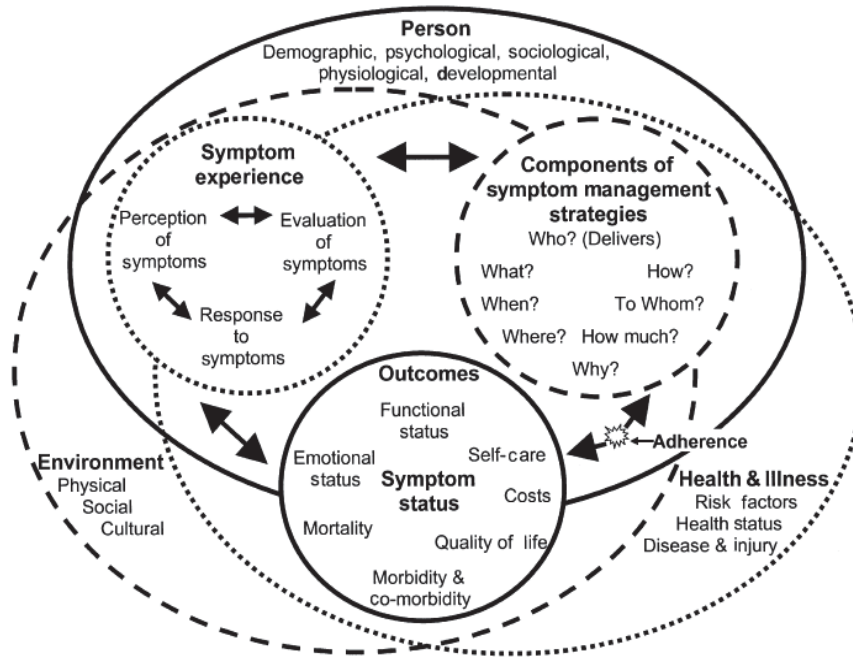 Person
Demographic, psychological, sociological,
physiological, developmental
Symptom
experience
Perception
of
symptoms
Evaluation
of
symptoms
Response
to
symptoms
Components of
symptom management
strategies
Who? (Delivers)
What? How?
When? To Whom?
Where? How much?
Why?
Outcomes
Functional
status
Emotional
status
Self-care
Symptom
status
Costs
Mortality
Quality of life
Morbidity &
co-morbidity
Adherence
Environment
Physical
Social
Cultural
Health & Illness
Risk factors
Health status
Disease & injury